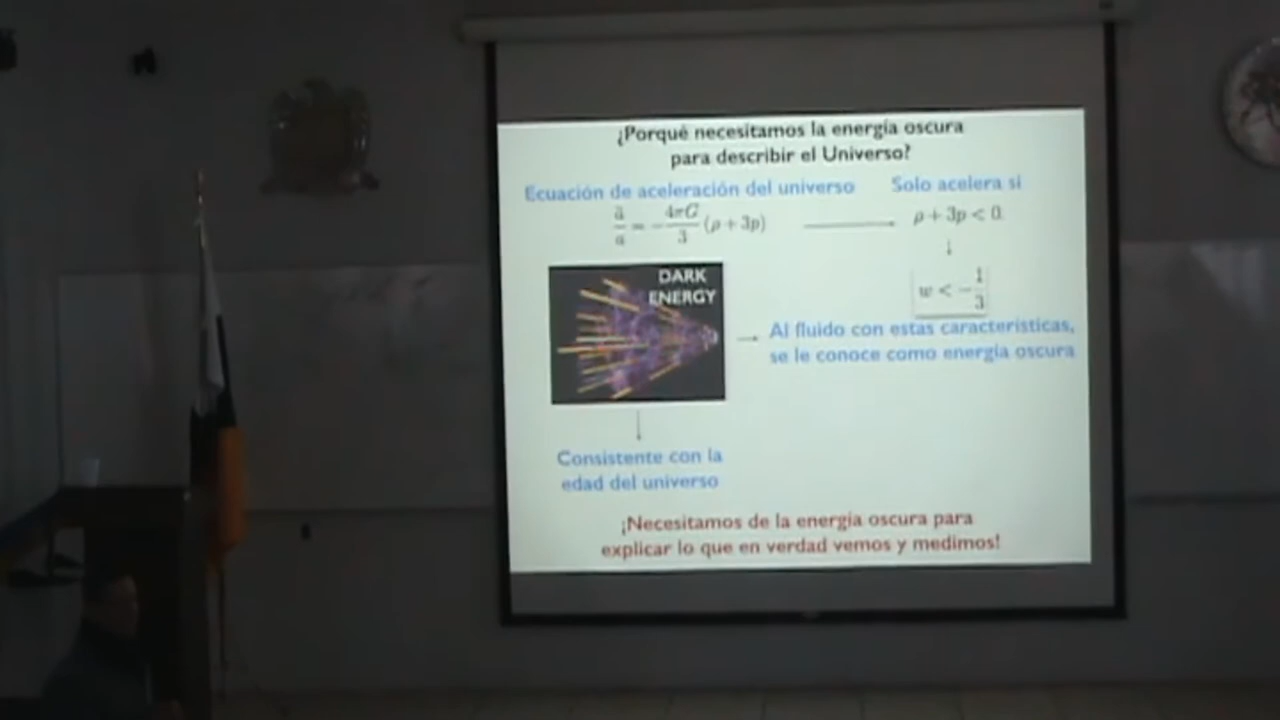 ¿Porqué necesitamos la energía oscura
para describir el Universo?
Ecuación de aceleración del universo
Solo acelera si
ä/a = −4πG/3 (ρ + 3p)
ρ + 3p < 0
w < −1/3
DARK
ENERGY
Al fluido con estas características,
se le conoce como energía oscura
Consistente con la
edad del universo
¡Necesitamos de la energía oscura para
explicar lo que en verdad vemos y medimos!